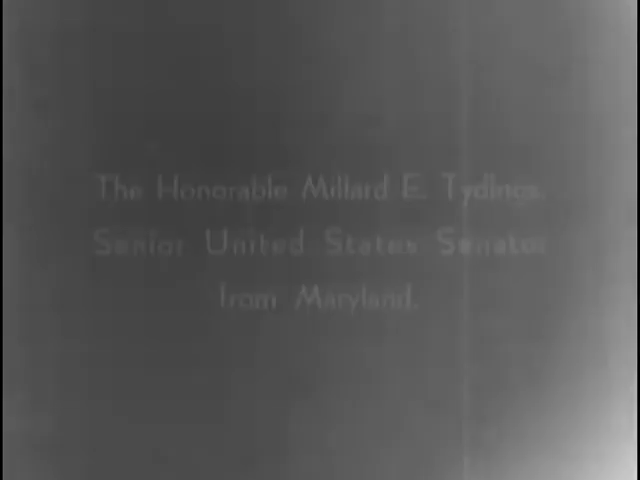 The Honorable Millard E. Tydings,
Senior United States Senator
from Maryland.